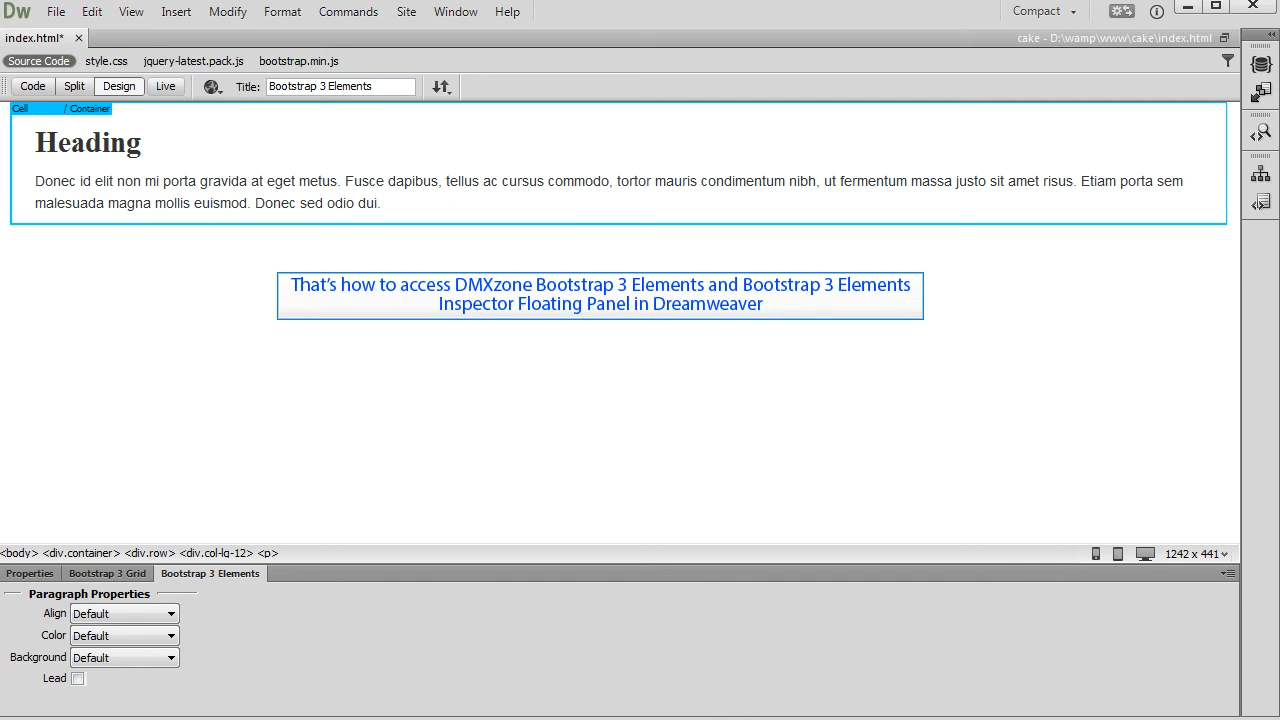 Dw File Edit View Insert Modify Format Commands Site Window Help Compact
index.html* cake - D:\wamp\www\cake\index.html
Source Code style.css jquery-latest.pack.js bootstrap.min.js
Code Split Design Live Title: Bootstrap 3 Elements
Cell / Container
Heading
Donec id elit non mi porta gravida at eget metus. Fusce dapibus, tellus ac cursus commodo, tortor mauris condimentum nibh, ut fermentum massa justo sit amet risus. Etiam porta sem
malesuada magna mollis euismod. Donec sed odio dui.
That's how to access DMXzone Bootstrap 3 Elements and Bootstrap 3 Elements
Inspector Floating Panel in Dreamweaver
<body> <div.container> <div.row> <div.col-lg-12> <p> 1242 x 441
Properties Bootstrap 3 Grid Bootstrap 3 Elements
Paragraph Properties
Align Default
Color Default
Background Default
Lead